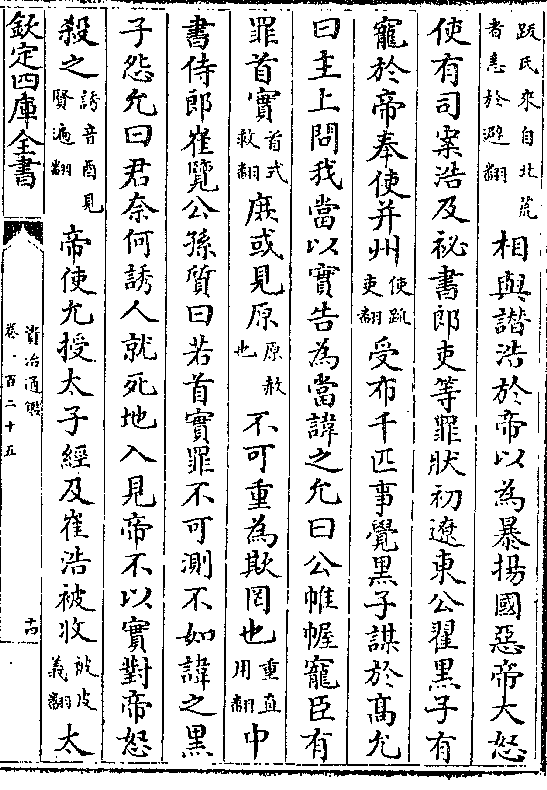 跖氏來自北荒
者惡於避翻
相與譖浩於帝以為暴揚國惡帝大怒
使有司案浩及祕書郎吏等罪狀初遼東公翟黑子有
寵於帝奉使并州使疏吏翻受布千匹事覺黑子謀於高允
曰主上問我當以實告為當諱之允曰公帷幄寵臣有
罪首實首式救翻庶或見原原赦也不可重為欺罔也重直用翻中
書侍郎崔覽公孫質曰若首實罪不可測不如諱之黑
子怨允曰君奈何誘人就死地入見帝不以實對帝怒
殺之誘音酉見賢遍翻帝使允授太子經及崔浩被收被皮義翻太
欽定四庫全書
資治通鑑
卷一百二十五
十四